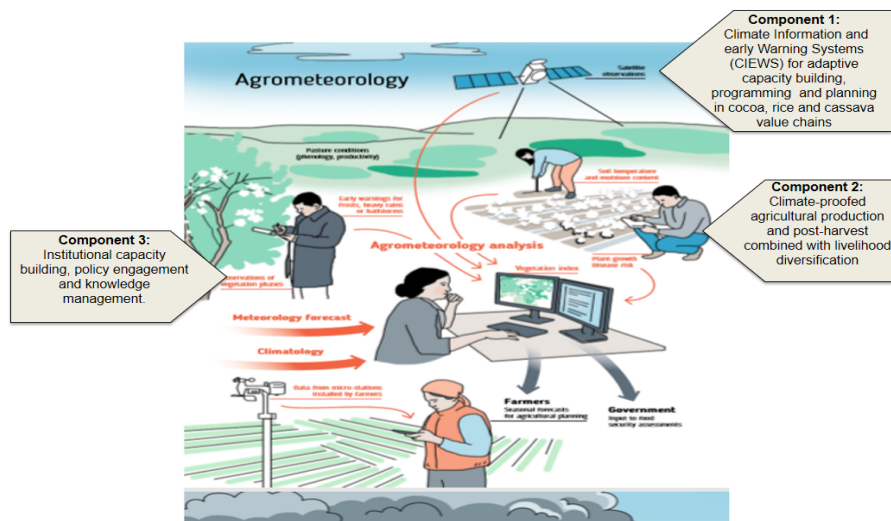 Component 1:
Climate Information and
early Warning Systems
(CIEWS) for adaptive
capacity building,
programming and planning
in cocoa, rice and cassava
value chains
Agrometeorology
Satellite
observations
Pasture conditions
(phenology, productivity)
Soil temperature
and moisture content
Early warnings for
frosts, heavy rains
or hailstorms
Component 2:
Climate-proofed
agricultural production
and post-harvest
combined with livelihood
diversification
Component 3:
Institutional capacity
building, policy engagement
and knowledge
management.
Agrometeorology analysis
Plant growth
Disease risk
Vegetation index
vegetation phases
Meteorology forecast
Climatology
Data from micro-stations
installed by farmers
Farmers
Seasonal forecasts
for agricultural planning
Government
Input to food
security assessments